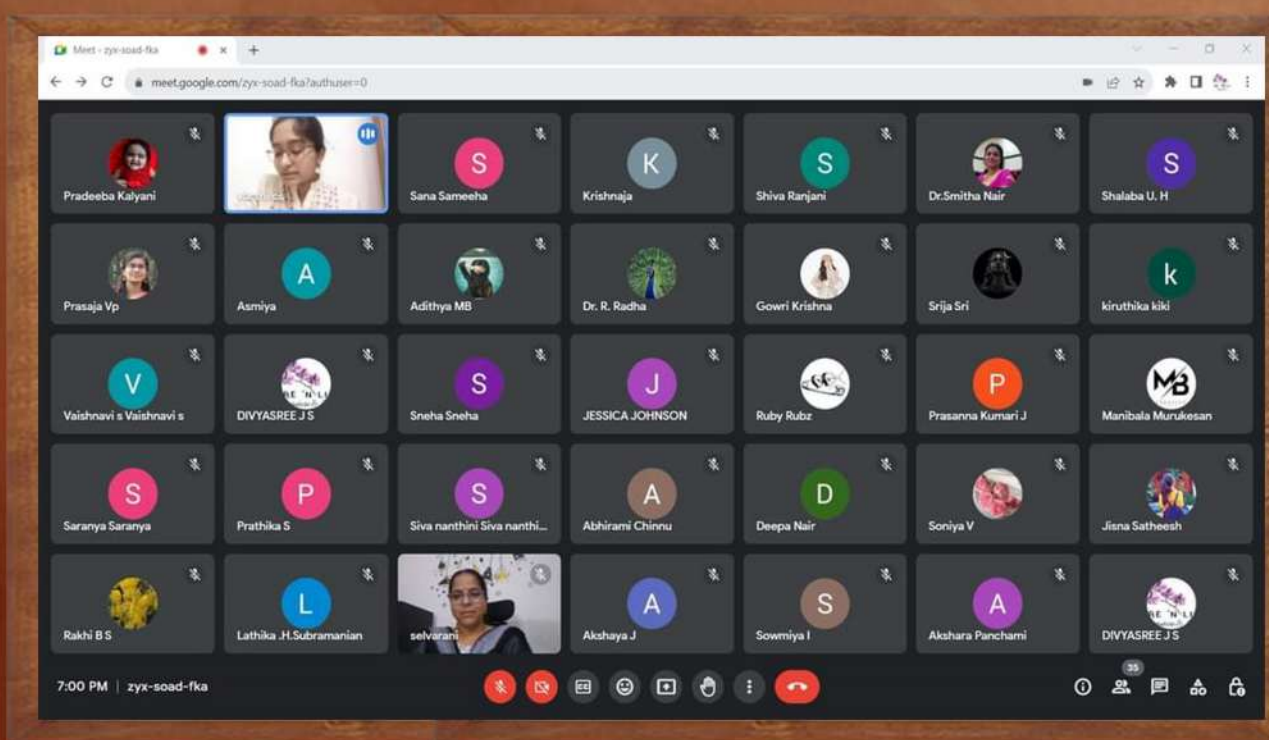 Meet - zyx-soad-fka
meet.google.com/zyx-soad-fka?authuser=0
S
K
S
S
Pradeeba Kalyani
Sana Sameeha
Krishnaja
Shiva Ranjani
Dr.Smitha Nair
Shalaba U. H
A
k
Prasaja Vp
Asmiya
Adithya MB
Dr. R. Radha
Gowri Krishna
Srija Sri
kiruthika kiki
V
S
J
P
MB
Vaishnavi s Vaishnavi s
DIVYASREE J S
Sneha Sneha
JESSICA JOHNSON
Ruby Rubz
Prasanna Kumari J
Manibala Murukesan
S
P
S
A
D
Saranya Saranya
Prathika S
Siva nanthini Siva nanthi...
Abhirami Chinnu
Deepa Nair
Soniya V
Jisna Satheesh
L
A
S
A
Rakhi B S
Lathika .H.Subramanian
selvarani
Akshaya J
Sowmiya I
Akshara Panchami
DIVYASREE J S
7:00 PM | zyx-soad-fka
CC
35